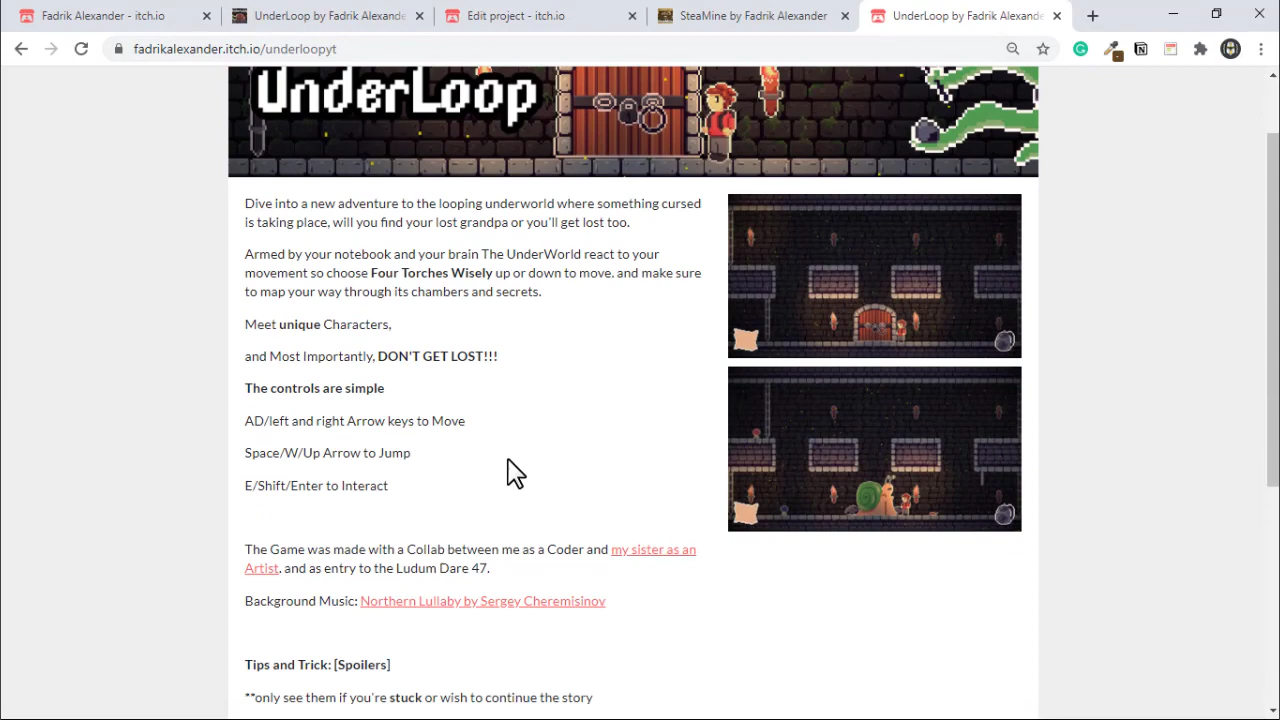 Fadrik Alexander - itch.io
UnderLoop by Fadrik Alexande
Edit project - itch.io
SteaMine by Fadrik Alexander
UnderLoop by Fadrik Alexande
fadrikalexander.itch.io/underloopyt
UnderLoop
Dive into a new adventure to the looping underworld where something cursed
is taking place, will you find your lost grandpa or you'll get lost too.
Armed by your notebook and your brain The UnderWorld react to your
movement so choose Four Torches Wisely up or down to move. and make sure
to map your way through its chambers and secrets.
Meet unique Characters,
and Most Importantly, DON'T GET LOST!!!
The controls are simple
AD/left and right Arrow keys to Move
Space/W/Up Arrow to Jump
E/Shift/Enter to Interact
The Game was made with a Collab between me as a Coder and my sister as an
Artist. and as entry to the Ludum Dare 47.
Background Music: Northern Lullaby by Sergey Cheremisinov
Tips and Trick: [Spoilers]
**only see them if you're stuck or wish to continue the story